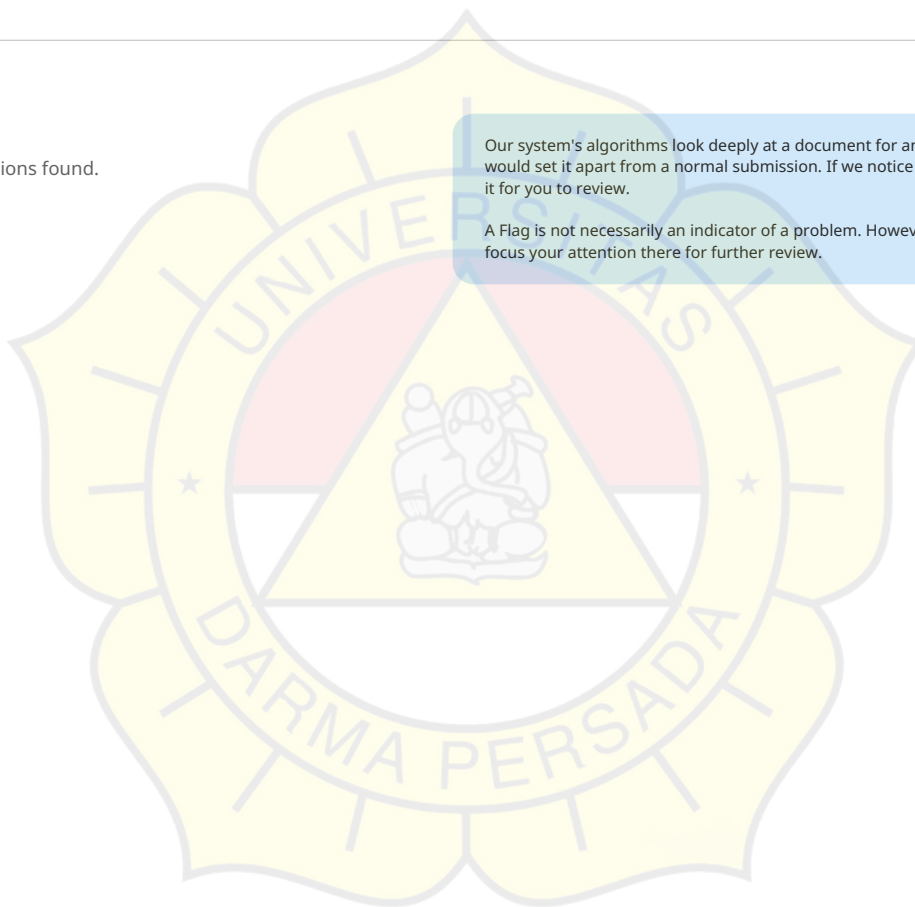 ions found.
Our system's algorithms look deeply at a document for
would set it apart from a normal submission. If we notice
it for you to review.
A Flag is not necessarily an indicator of a problem.
focus your attention there for further review.
UNIVERSITAS
DARMA PERSADA